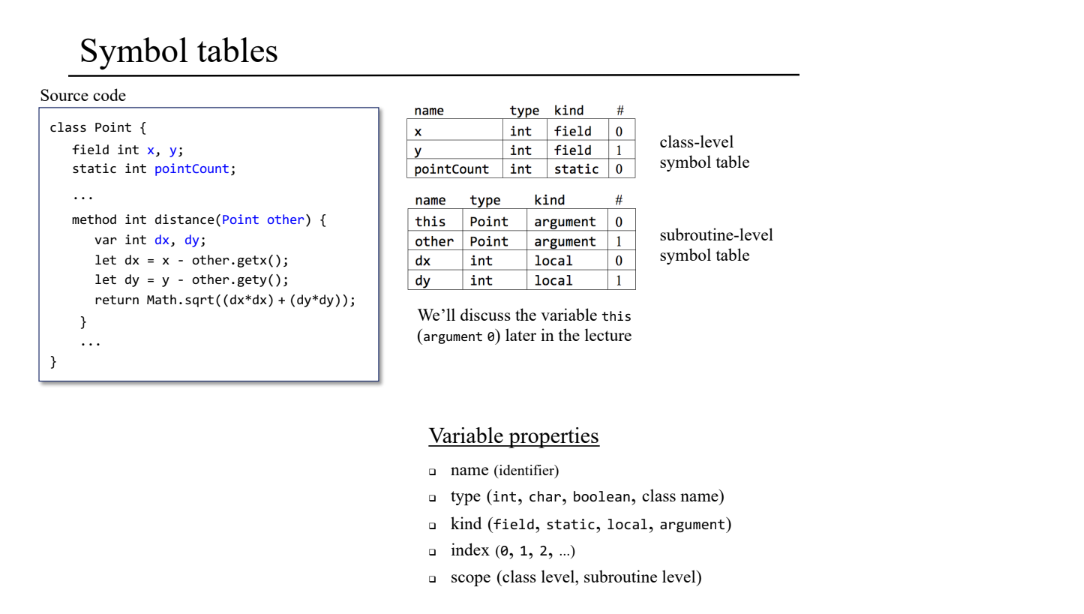 Symbol tables
Source code
class Point {
field int x, y;
static int pointCount;
...
method int distance(Point other) {
var int dx, dy;
let dx = x - other.getx();
let dy = y - other.gety();
return Math.sqrt((dx*dx) + (dy*dy));
}
...
}
name type kind #
x int field 0
y int field 1
pointCount int static 0
class-level
symbol table
name type kind #
this Point argument 0
other Point argument 1
dx int local 0
dy int local 1
subroutine-level
symbol table
We'll discuss the variable this
(argument 0) later in the lecture
Variable properties
❑ name (identifier)
❑ type (int, char, boolean, class name)
❑ kind (field, static, local, argument)
❑ index (0, 1, 2, ...)
❑ scope (class level, subroutine level)